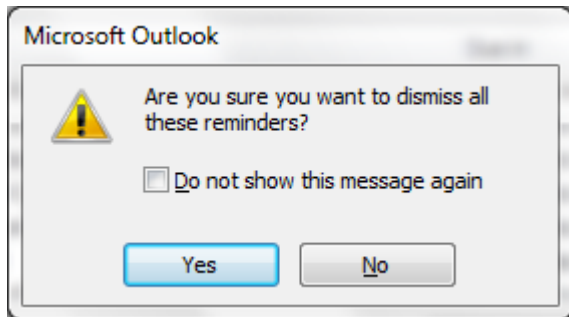 Microsoft Outlook
Are you sure you want to dismiss all
these reminders?
Do not show this message again
Yes
No